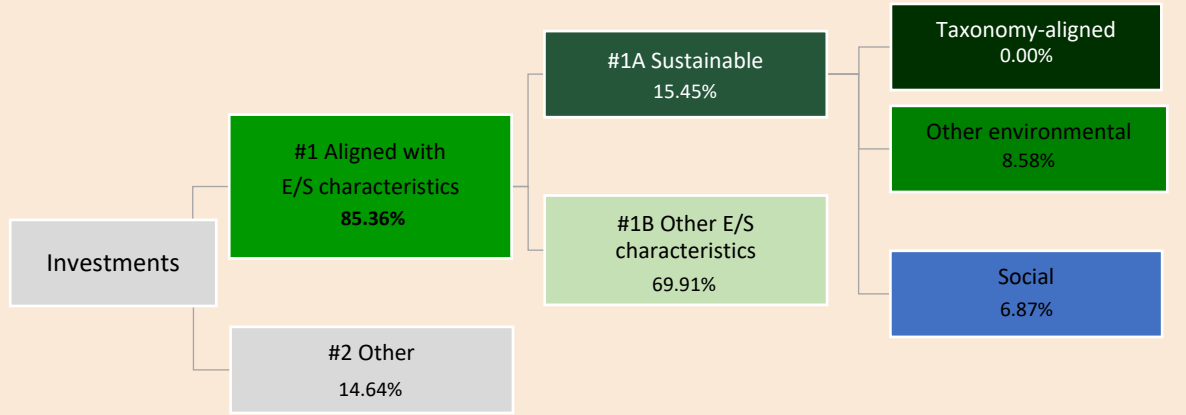 Investments
#1 Aligned with
E/S characteristics
85.36%
#2 Other
14.64%
#1A Sustainable
15.45%
#1B Other E/S
characteristics
69.91%
Taxonomy-aligned
0.00%
Other environmental
8.58%
Social
6.87%